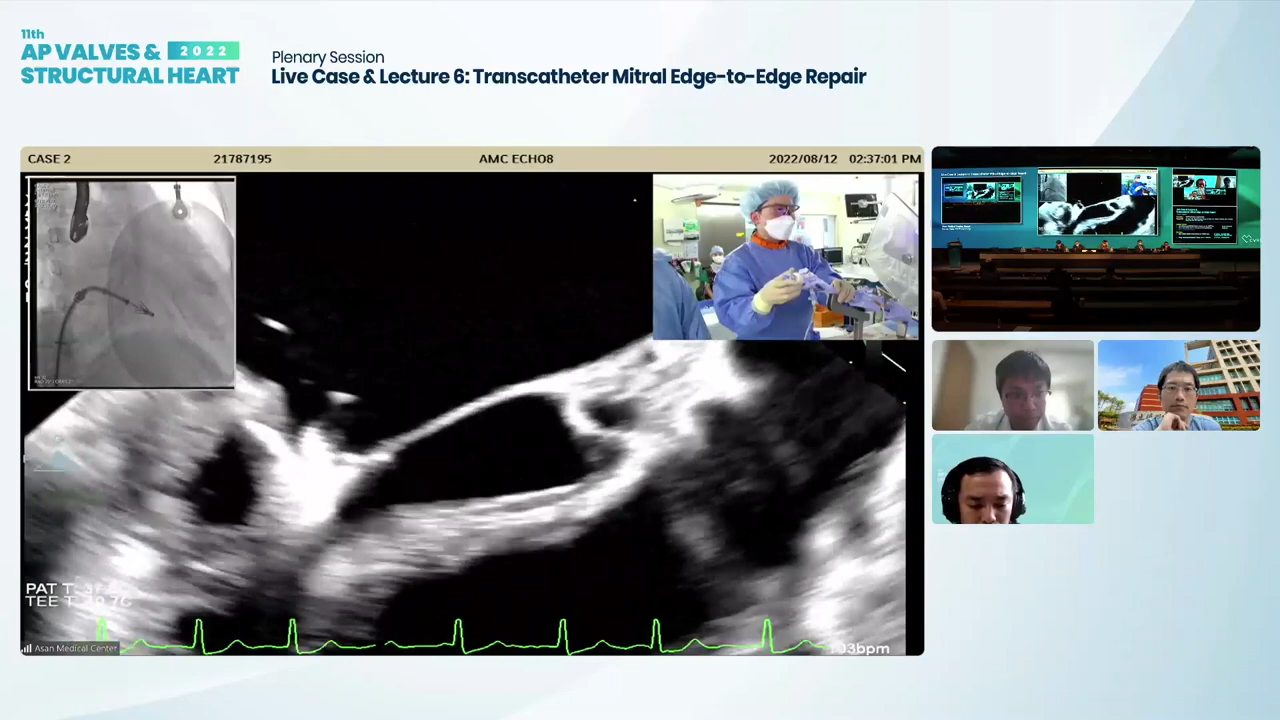 11th
AP VALVES & 2022
STRUCTURAL HEART
Plenary Session
Live Case & Lecture 6: Transcatheter Mitral Edge-to-Edge Repair
CASE 2 21787195 AMC ECHO8 2022/08/12 02:37:01 PM
PAT T:
TEE T:
Asan Medical Center